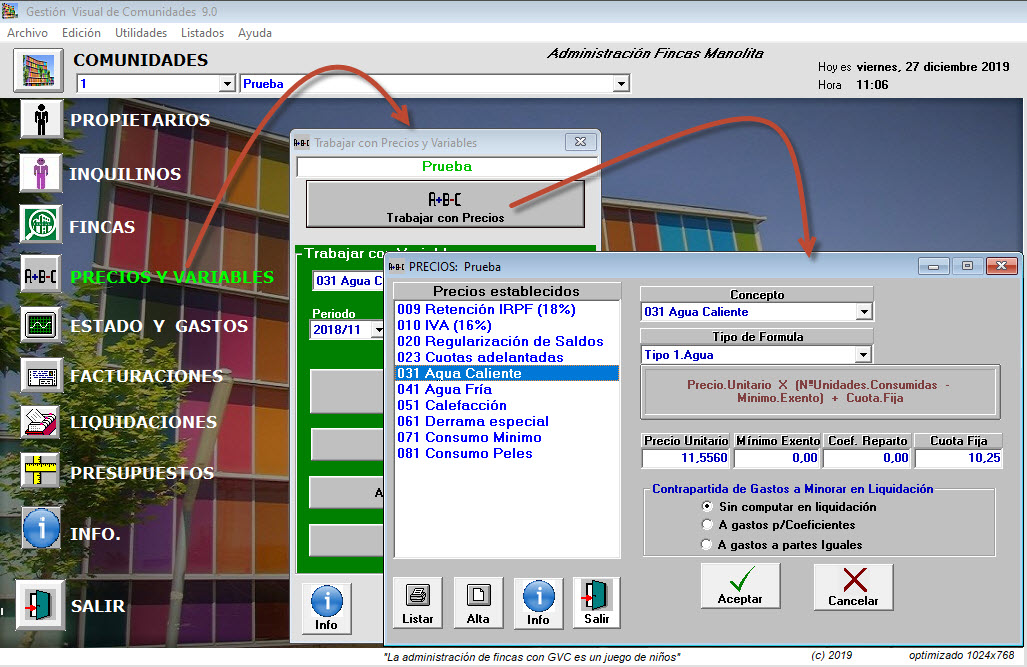 Gestión Visual de Comunidades 9.0
Archivo Edición Utilidades Listados Ayuda
COMUNIDADES
1
Prueba
Administración Fincas Manolita
Hoy es viernes, 27 diciembre 2019
Hora 11:06
PROPIETARIOS
INQUILINOS
FINCAS
A+B-C
PRECIOS Y VARIABLES
ESTADO Y GASTOS
FACTURACIONES
LIQUIDACIONES
PRESUPUESTOS
INFO.
SALIR
A+B-C Trabajar con Precios y Variables
Prueba
A+B-C
Trabajar con Precios
Trabajar con
031 Agua C
Periodo
2018/11
A
Info
A+B-C PRECIOS: Prueba
Precios establecidos
009 Retención IRPF (18%)
010 IVA (16%)
020 Regularización de Saldos
023 Cuotas adelantadas
031 Agua Caliente
041 Agua Fría
051 Calefacción
061 Derrama especial
071 Consumo Minimo
081 Consumo Peles
Listar
Alta
Info
Salir
Concepto
031 Agua Caliente
Tipo de Formula
Tipo 1.Agua
Precio.Unitario X (NªUnidades.Consumidas -
Minimo.Exento) + Cuota.Fija
Precio Unitario Mínimo Exento Coef. Reparto Cuota Fija
11,5560 0,00 0,00 10,25
Contrapartida de Gastos a Minorar en Liquidación
Sin computar en liquidación
A gastos p/Coeficientes
A gastos a partes Iguales
Aceptar
Cancelar
"La administración de fincas con GVC es un juego de niños"
(c) 2019
optimizado 1024x768